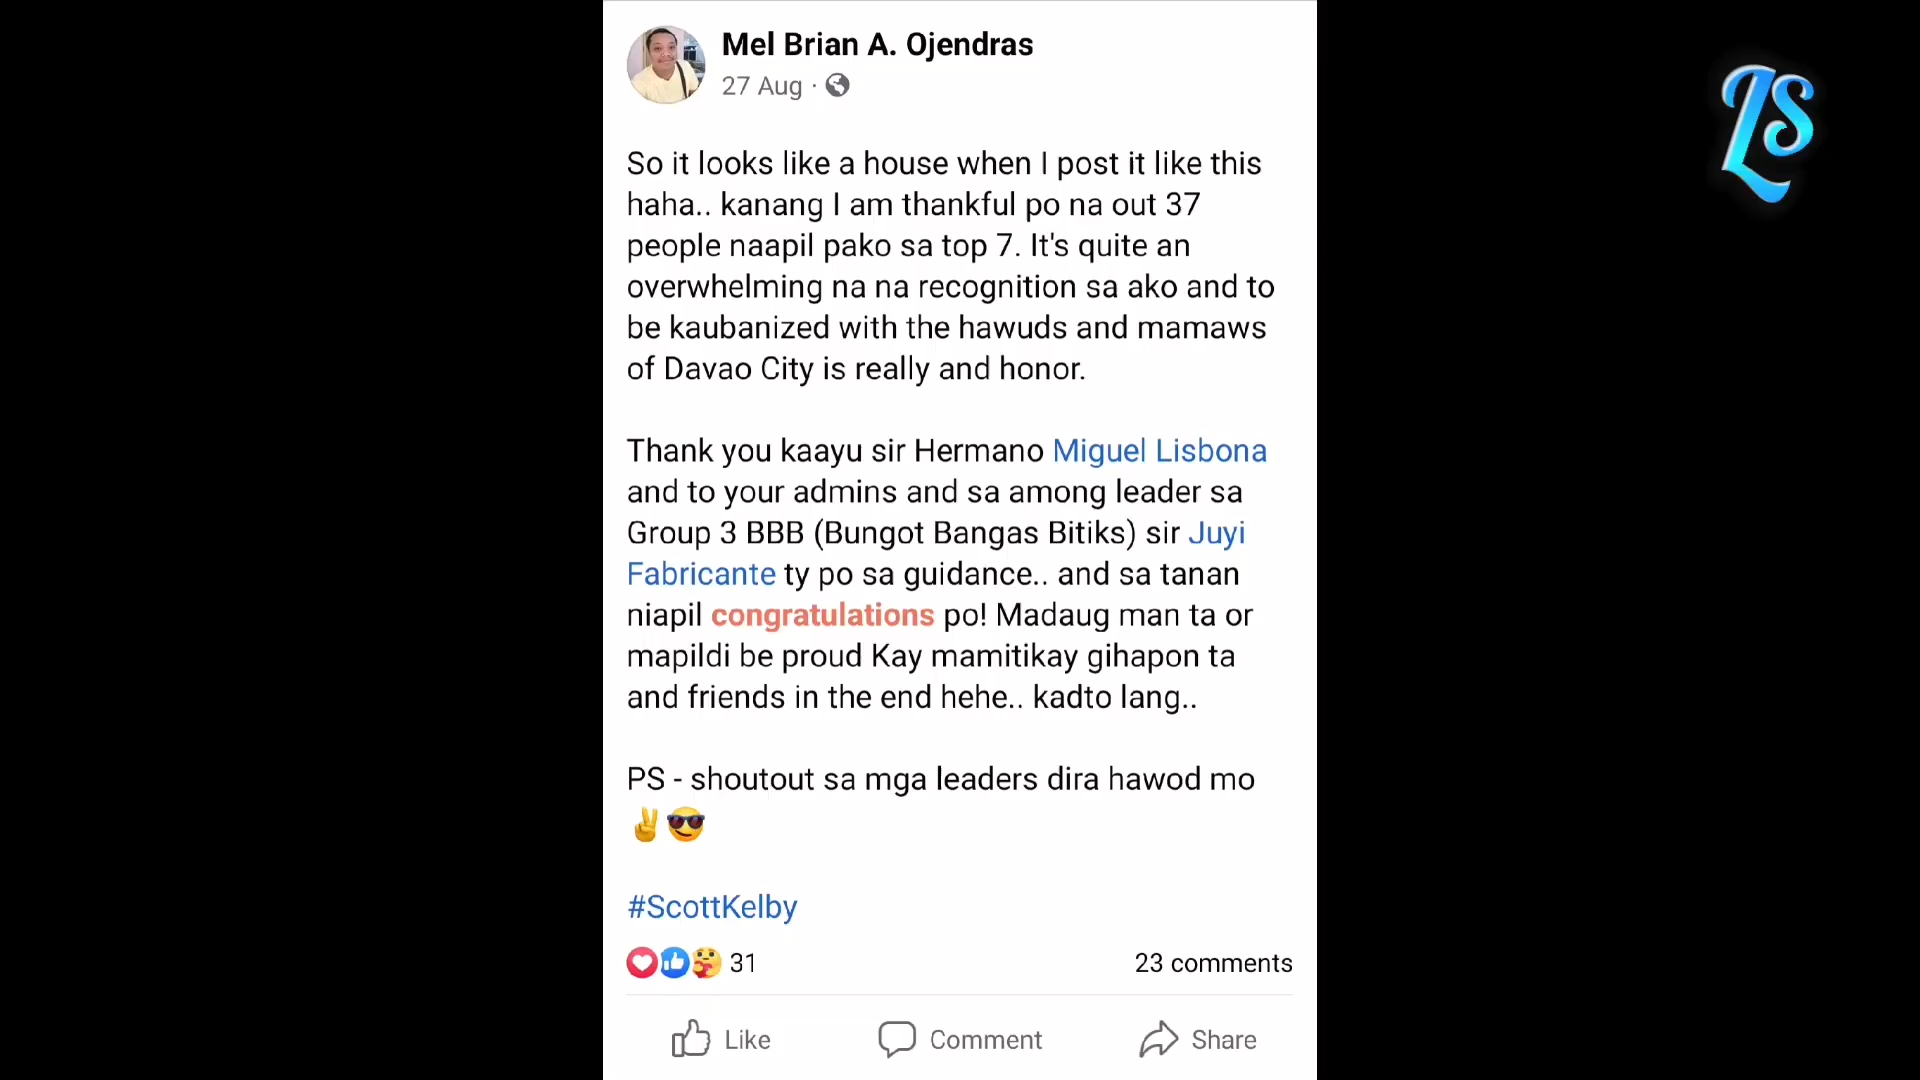 Mel Brian A. Ojendras
27 Aug ·
LS
So it looks like a house when I post it like this
haha.. kanang I am thankful po na out 37
people naapil pako sa top 7. It's quite an
overwhelming na na recognition sa ako and to
be kaubanized with the hawuds and mamaws
of Davao City is really and honor.
Thank you kaayu sir Hermano Miguel Lisbona
and to your admins and sa among leader sa
Group 3 BBB (Bungot Bangas Bitiks) sir Juyi
Fabricante ty po sa guidance.. and sa tanan
niapil congratulations po! Madaug man ta or
mapildi be proud Kay mamitikay gihapon ta
and friends in the end hehe.. kadto lang..
PS - shoutout sa mga leaders dira hawod mo
✌😎
#ScottKelby
31 23 comments
Like Comment Share